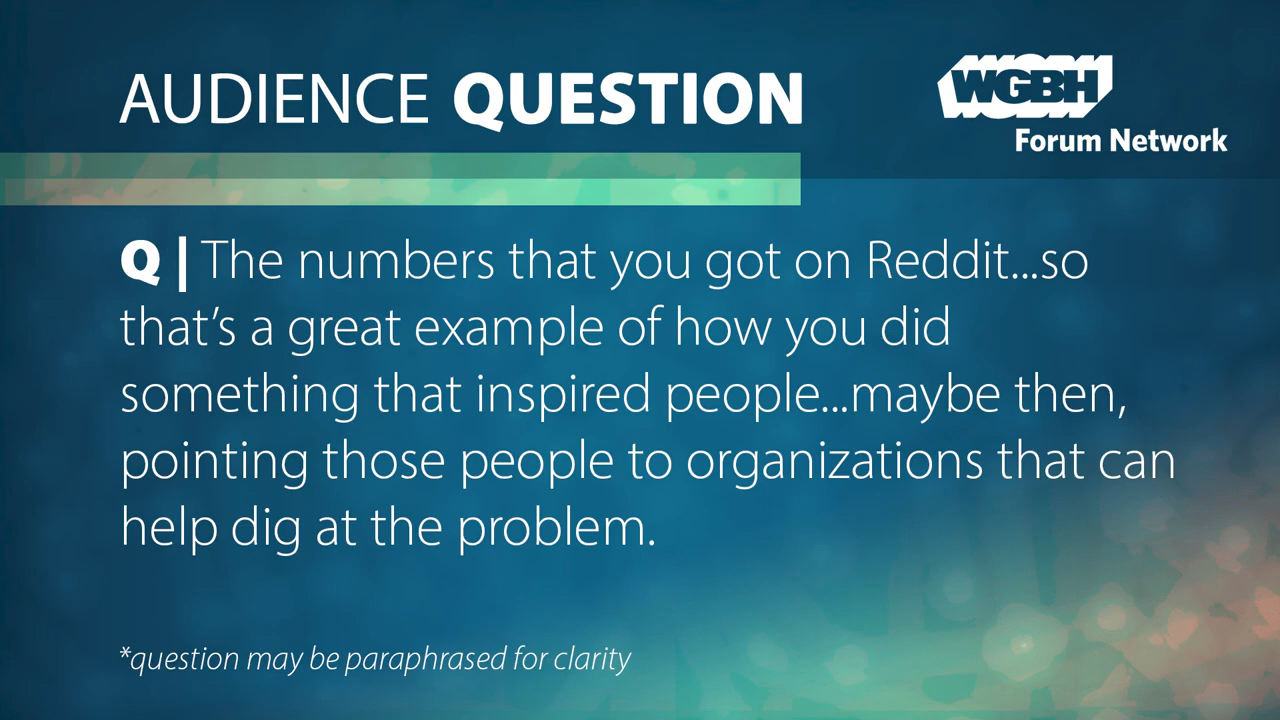 AUDIENCE QUESTION
WGBH
Forum Network
Q | The numbers that you got on Reddit...so
that’s a great example of how you did
something that inspired people...maybe then,
pointing those people to organizations that can
help dig at the problem.
*question may be paraphrased for clarity